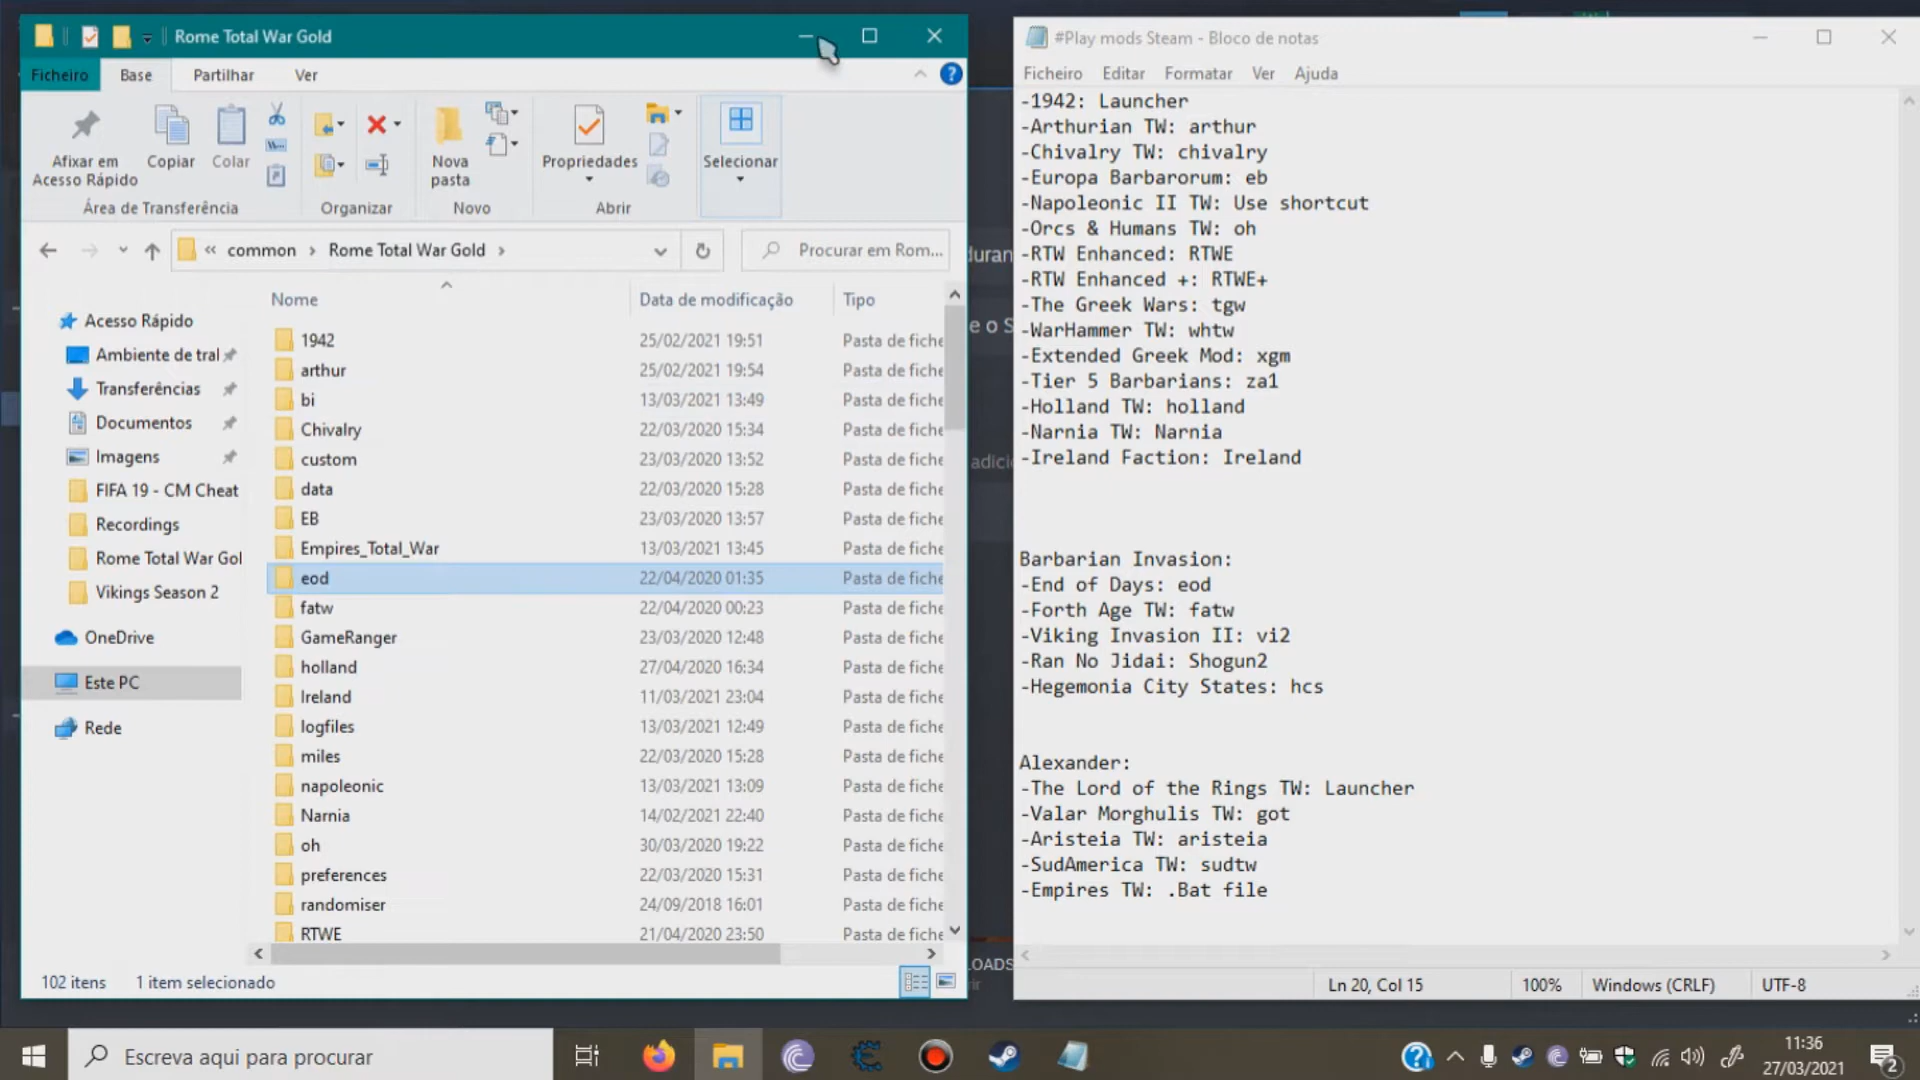 Rome Total War Gold
Ficheiro
Base
Partilhar
Ver
Afixar em
Acesso Rápido
Copiar
Colar
Nova
pasta
Propriedades
Selecionar
Área de Transferência
Organizar
Novo
Abrir
« common › Rome Total War Gold ›
Procurar em Rom...
Nome
Data de modificação
Tipo
Acesso Rápido
Ambiente de tral
Transferências
Documentos
Imagens
FIFA 19 - CM Cheat
Recordings
Rome Total War Gol
Vikings Season 2
OneDrive
Este PC
Rede
1942 25/02/2021 19:51 Pasta de fiche
arthur 25/02/2021 19:54 Pasta de fiche
bi 13/03/2021 13:49 Pasta de fiche
Chivalry 22/03/2020 15:34 Pasta de fiche
custom 23/03/2020 13:52 Pasta de fiche
data 22/03/2020 15:28 Pasta de fiche
EB 23/03/2020 13:57 Pasta de fiche
Empires_Total_War 13/03/2021 13:45 Pasta de fiche
eod 22/04/2020 01:35 Pasta de fiche
fatw 22/04/2020 00:23 Pasta de fiche
GameRanger 23/03/2020 12:48 Pasta de fiche
holland 27/04/2020 16:34 Pasta de fiche
Ireland 11/03/2021 23:04 Pasta de fiche
logfiles 13/03/2021 12:49 Pasta de fiche
miles 22/03/2020 15:28 Pasta de fiche
napoleonic 13/03/2021 13:09 Pasta de fiche
Narnia 14/02/2021 22:40 Pasta de fiche
oh 30/03/2020 19:22 Pasta de fiche
preferences 22/03/2020 15:31 Pasta de fiche
randomiser 24/09/2018 16:01 Pasta de fiche
RTWE 21/04/2020 23:50 Pasta de fiche
102 itens 1 item selecionado
duran
e o S
adici
OADS
#Play mods Steam - Bloco de notas
Ficheiro Editar Formatar Ver Ajuda
-1942: Launcher
-Arthurian TW: arthur
-Chivalry TW: chivalry
-Europa Barbarorum: eb
-Napoleonic II TW: Use shortcut
-Orcs & Humans TW: oh
-RTW Enhanced: RTWE
-RTW Enhanced +: RTWE+
-The Greek Wars: tgw
-WarHammer TW: whtw
-Extended Greek Mod: xgm
-Tier 5 Barbarians: za1
-Holland TW: holland
-Narnia TW: Narnia
-Ireland Faction: Ireland
Barbarian Invasion:
-End of Days: eod
-Forth Age TW: fatw
-Viking Invasion II: vi2
-Ran No Jidai: Shogun2
-Hegemonia City States: hcs
Alexander:
-The Lord of the Rings TW: Launcher
-Valar Morghulis TW: got
-Aristeia TW: aristeia
-SudAmerica TW: sudtw
-Empires TW: .Bat file
Ln 20, Col 15
100%
Windows (CRLF)
UTF-8
Escreva aqui para procurar
11:36
27/03/2021
2